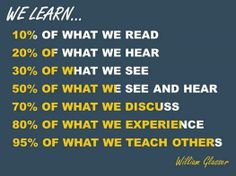 WE LEARN...
10% OF WHAT WE READ
20% OF WHAT WE HEAR
30% OF WHAT WE SEE
50% OF WHAT WE SEE AND HEAR
70% OF WHAT WE DISCUSS
80% OF WHAT WE EXPERIENCE
95% OF WHAT WE TEACH OTHERS
William Glasser